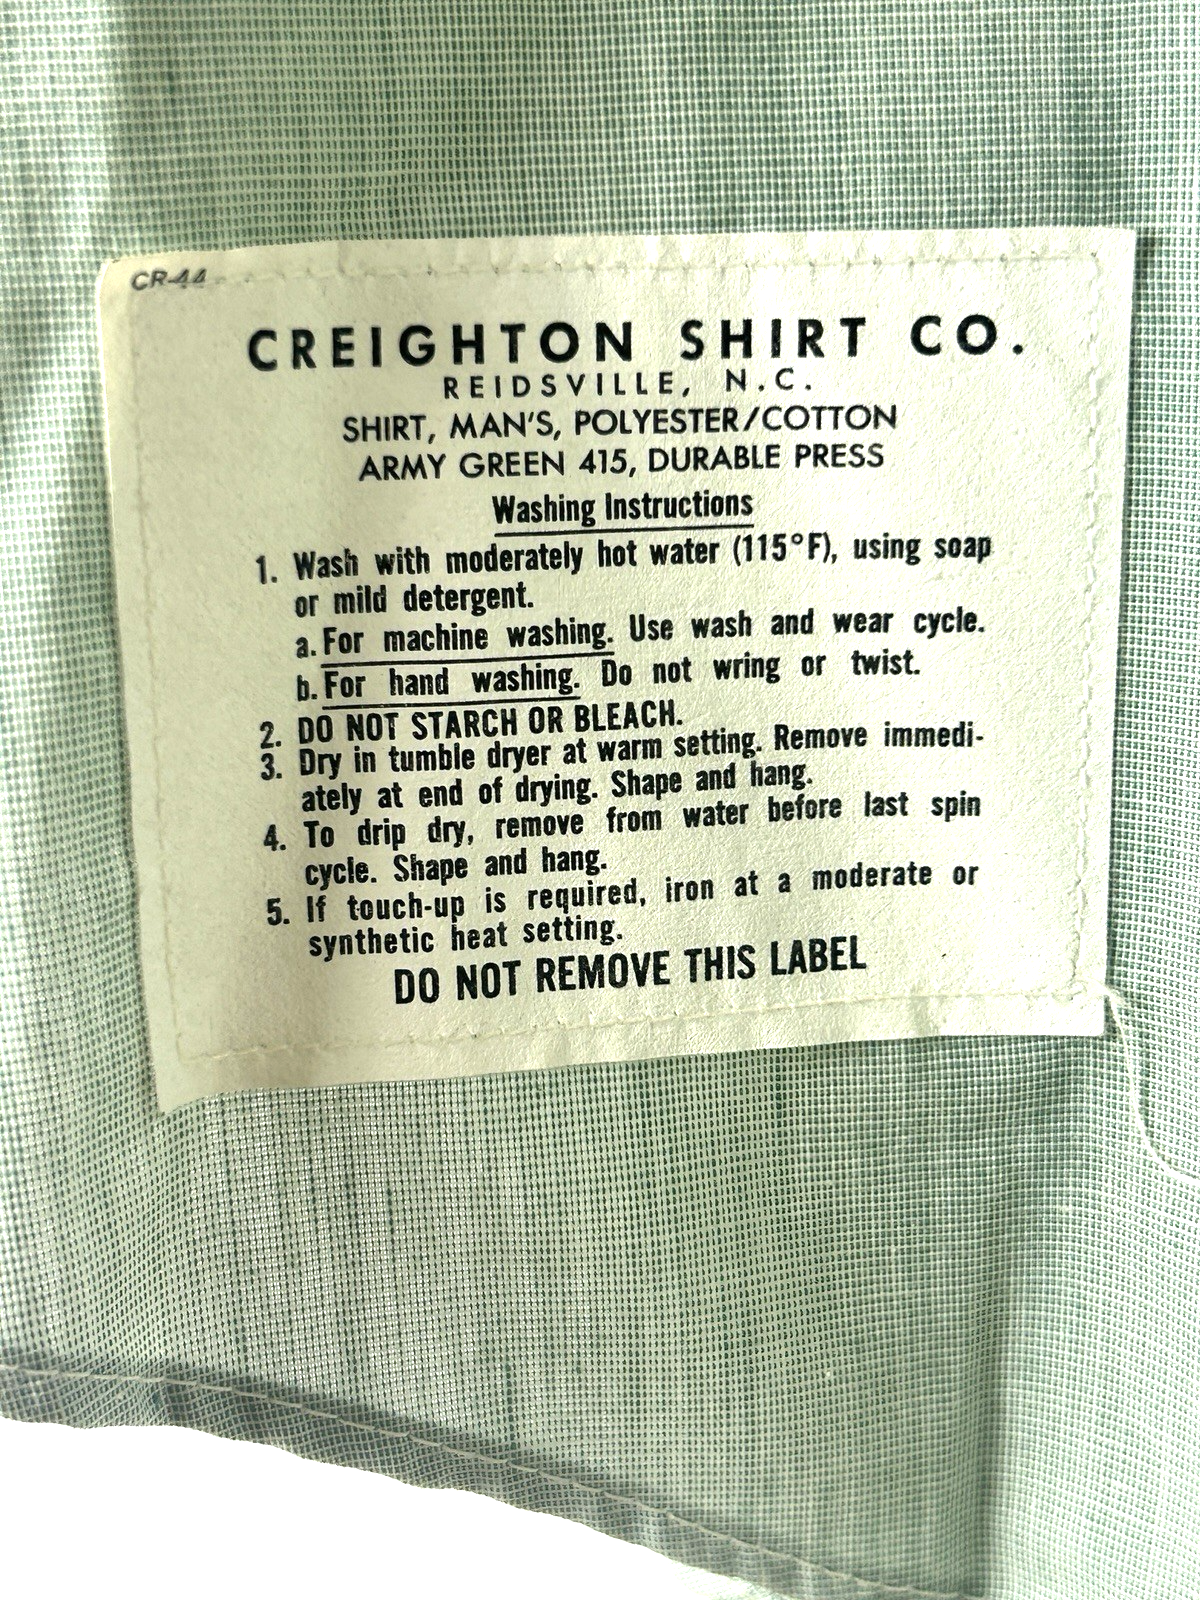 CR-44
CREIGHTON SHIRT CO.
REIDSVILLE, N.C.
SHIRT, MAN'S, POLYESTER/COTTON
ARMY GREEN 415, DURABLE PRESS
Washing Instructions
1. Wash with moderately hot water (115°F), using soap
or mild detergent.
a. For machine washing. Use wash and wear cycle.
b. For hand washing. Do not wring or twist.
2. DO NOT STARCH OR BLEACH.
3. Dry in tumble dryer at warm setting. Remove immedi-
ately at end of drying. Shape and hang.
4. To drip dry, remove from water before last spin
cycle. Shape and hang.
5. If touch-up is required, iron at a moderate or
synthetic heat setting.
DO NOT REMOVE THIS LABEL